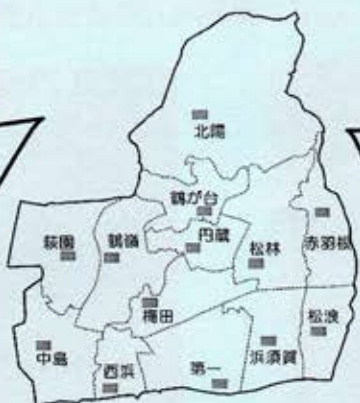 北陽
鶴が台
萩園
鶴嶺
円蔵
松林
赤羽根
梅田
中島
西浜
第一
浜須賀
松浪